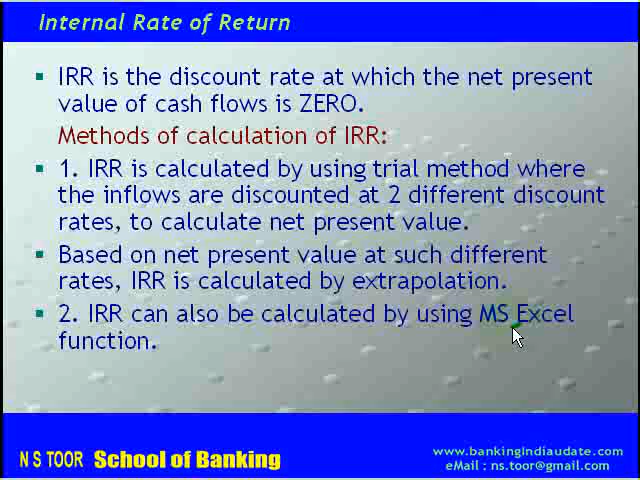 Internal Rate of Return
IRR is the discount rate at which the net present
value of cash flows is ZERO.
Methods of calculation of IRR:
1. IRR is calculated by using trial method where
the inflows are discounted at 2 different discount
rates, to calculate net present value.
Based on net present value at such different
rates, IRR is calculated by extrapolation.
2. IRR can also be calculated by using MS Excel
function.
N S TOOR School of Banking
www.bankingindiaudate.com
eMail : ns.toor@gmail.com